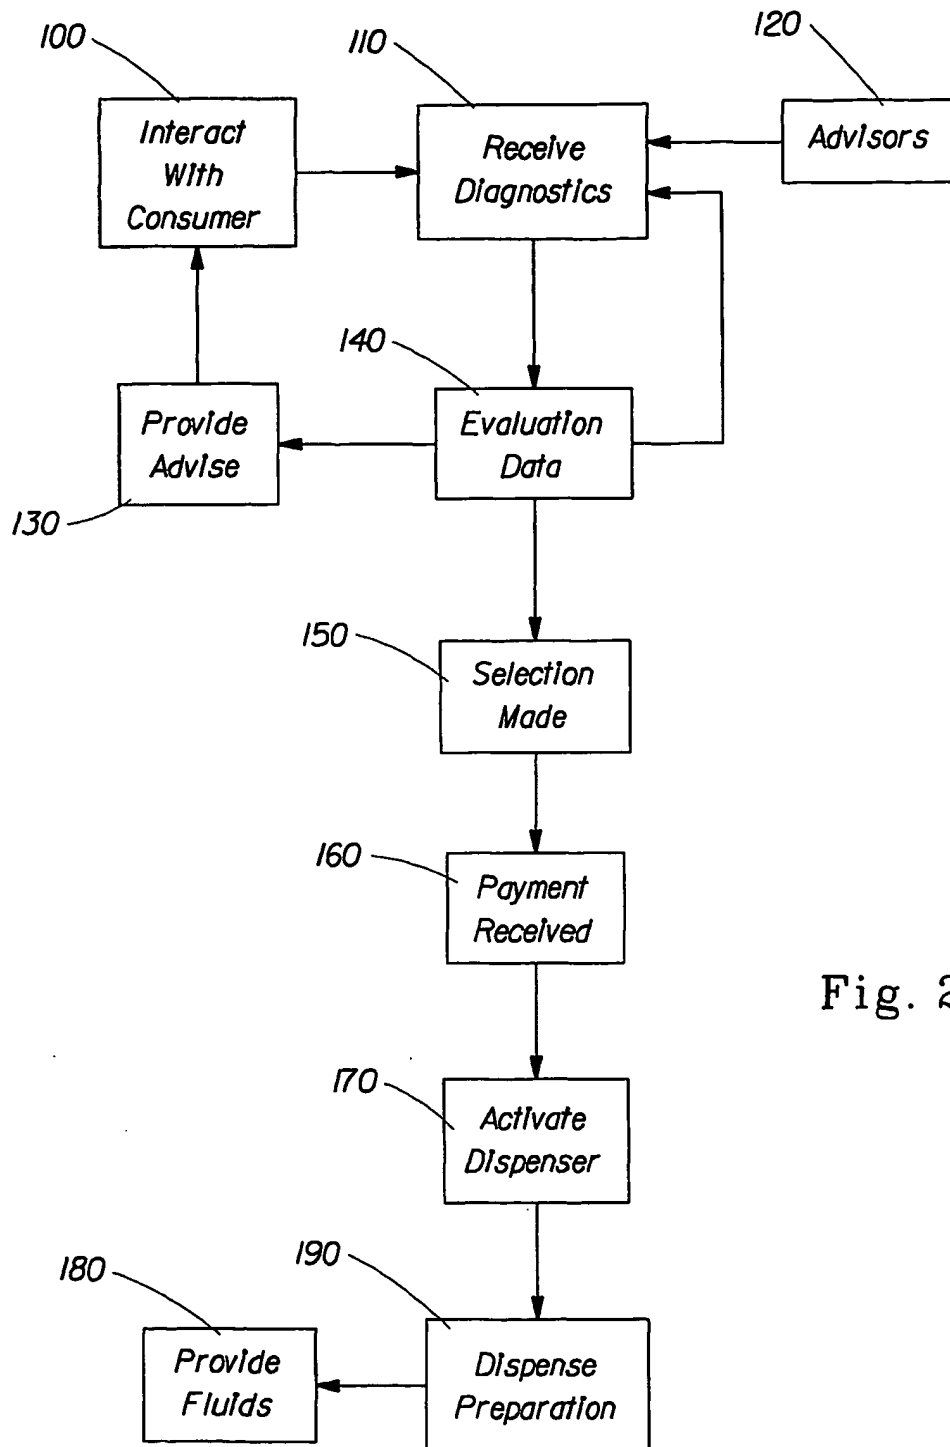 100
110
120
Interact
With
Consumer
Receive
Diagnostics
Advisors
140
Provide
Advise
Evaluation
Data
130
150
Selection
Made
160
Payment
Received
Fig. 2
170
Activate
Dispenser
180
190
Provide
Fluids
Dispense
Preparation